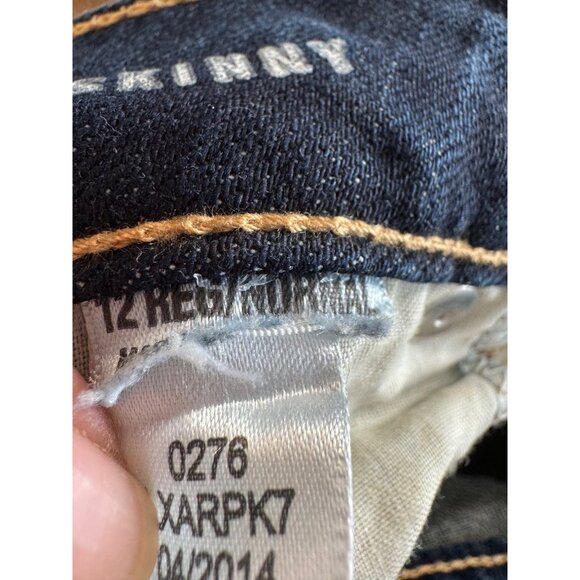 SKINNY
12 REG/NORMAL
0276
XARPK7
04/2014